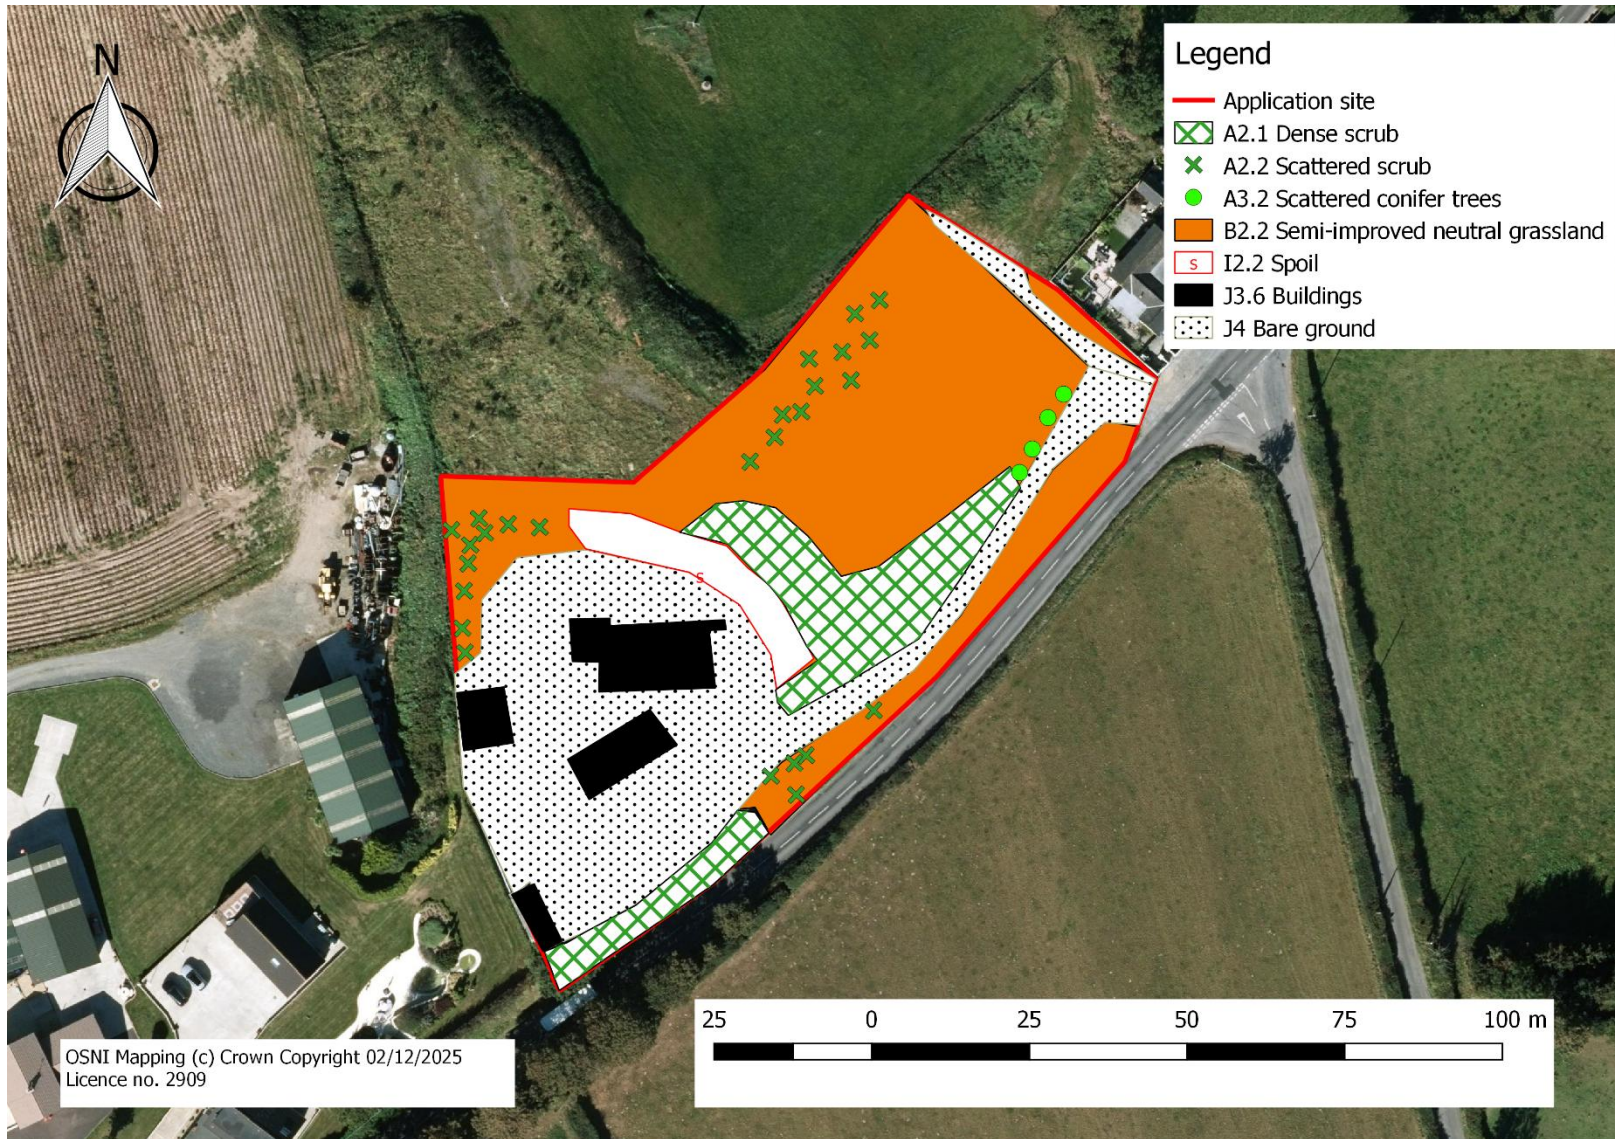 N
Legend
Application site
A2.1 Dense scrub
A2.2 Scattered scrub
A3.2 Scattered conifer trees
B2.2 Semi-improved neutral grassland
s I2.2 Spoil
J3.6 Buildings
J4 Bare ground
s
25 0 25 50 75 100 m
OSNI Mapping (c) Crown Copyright 02/12/2025
Licence no. 2909